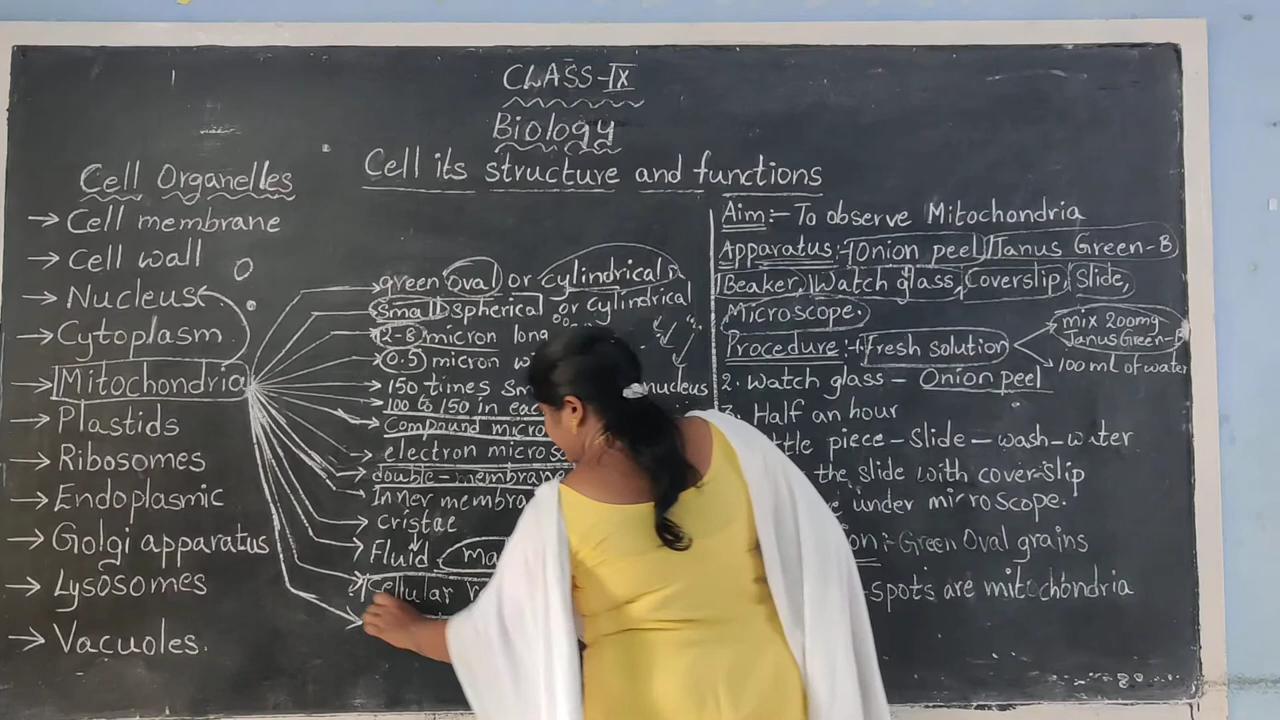 CLASS-IX
Biology
Cell its structure and functions
Cell Organelles
→ Cell membrane
→ Cell wall
→ Nucleus
→ Cytoplasm
→ Mitochondria
→ Plastids
→ Ribosomes
→ Endoplasmic
→ Golgi apparatus
→ Lysosomes
→ Vacuoles.
green oval or cylindrical
Small spherical or cylindrical
2-8 micron long
0.5 micron
150 times nucleus
100 to 150 in
Compound
electron
double-membrane
Inner
cristae
Fluid
cellular
Aim:- To observe Mitochondria
Apparatus:- Onion peel, Janus Green-B
Beaker, Watch glass, Coverslip, Slide,
Microscope.
Procedure:- 1. Fresh solution
mix 200mg
Janus Green-B
100 mL of water
2. Watch glass - Onion peel
3. Half an hour
piece - Slide - wash - water
the slide with cover-slip
under microscope.
:- Green Oval grains
-spots are mitochondria